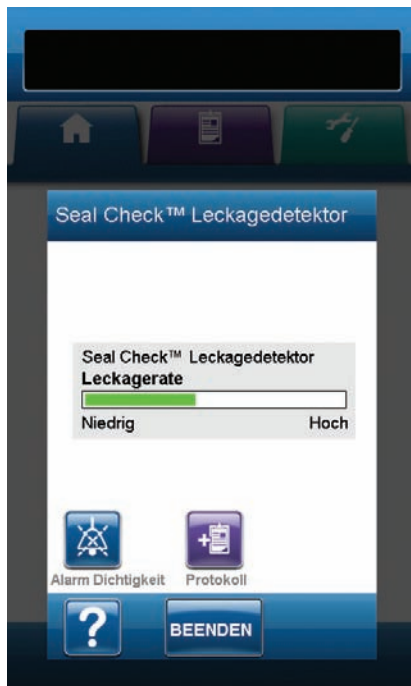 Seal Check™ Leckagedetektor
Seal Check™ Leckagedetektor
Leckagerate
Niedrig Hoch
Alarm Dichtigkeit Protokoll
? BEENDEN